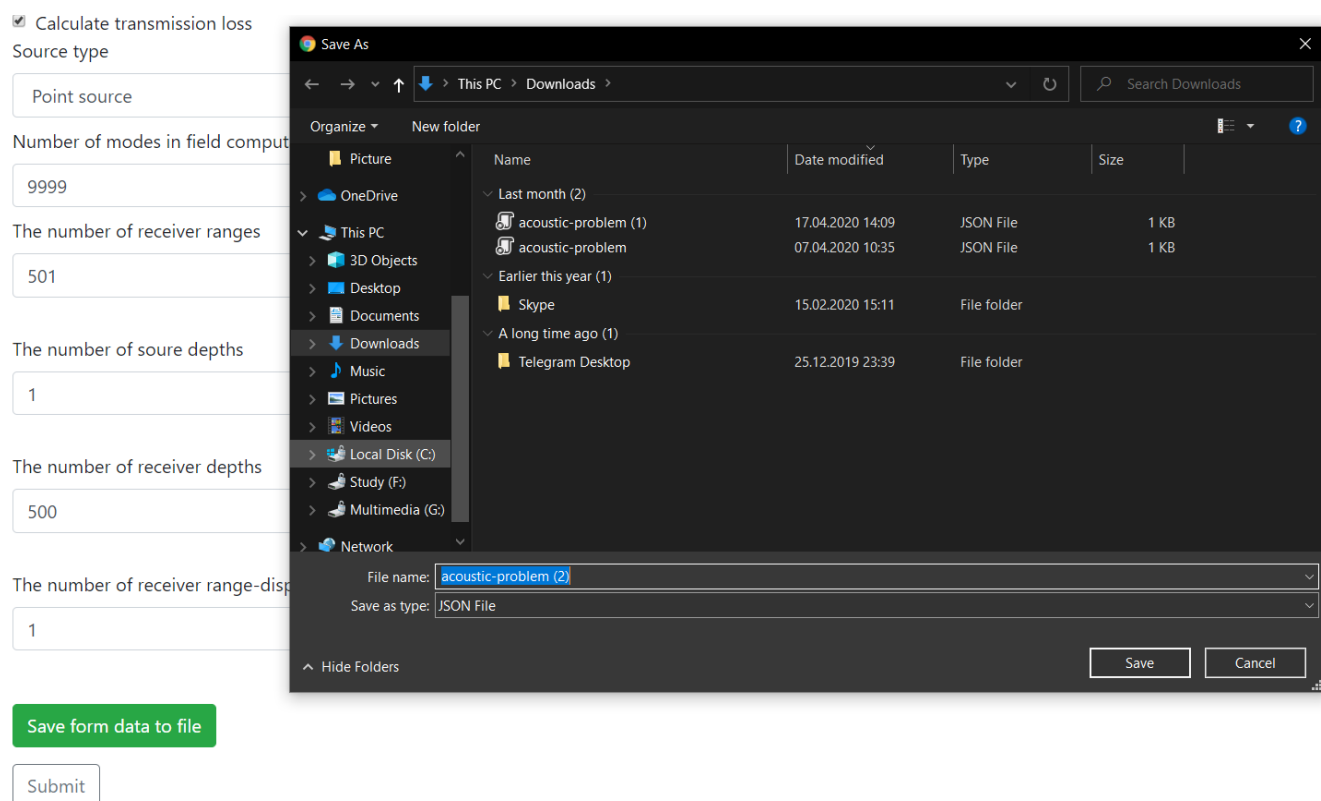 Calculate transmission loss
Source type
Point source
Number of modes in field comput
9999
The number of receiver ranges
501
The number of soure depths
1
The number of receiver depths
500
The number of receiver range-disp
1
Save form data to file
Submit
Save As
This PC > Downloads >
Search Downloads
Organize
New folder
Picture
OneDrive
This PC
3D Objects
Desktop
Documents
Downloads
Music
Pictures
Videos
Local Disk (C:)
Study (F:)
Multimedia (G:)
Network
Name Date modified Type Size
Last month (2)
acoustic-problem (1) 17.04.2020 14:09 JSON File 1 KB
acoustic-problem 07.04.2020 10:35 JSON File 1 KB
Earlier this year (1)
Skype 15.02.2020 15:11 File folder
A long time ago (1)
Telegram Desktop 25.12.2019 23:39 File folder
File name: acoustic-problem (2)
Save as type: JSON File
Hide Folders
Save
Cancel